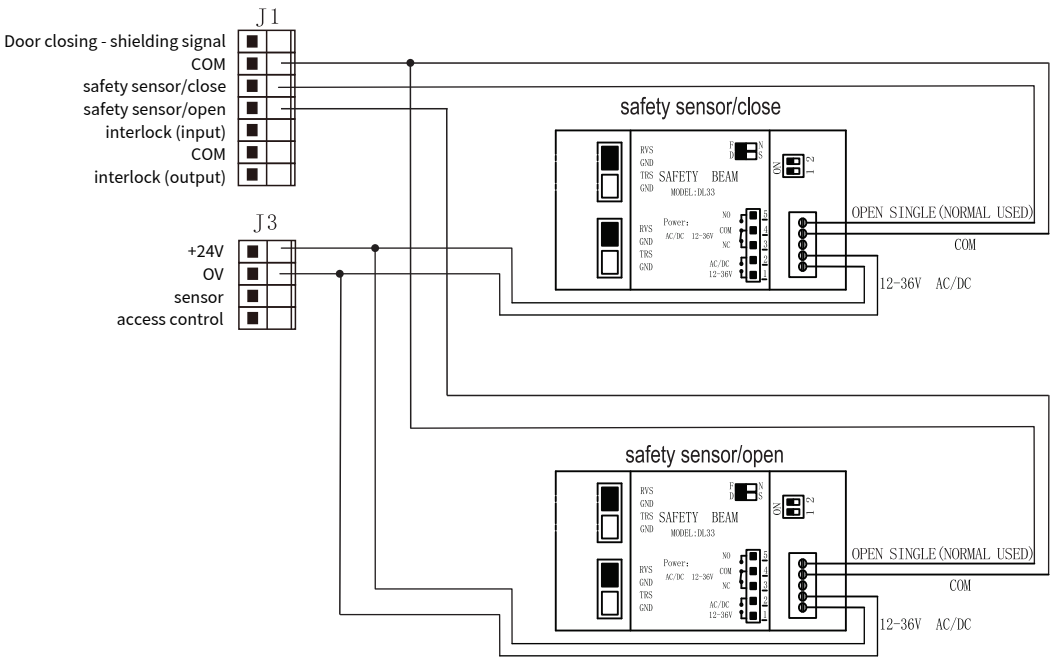 J1
Door closing - shielding signal
COM
safety sensor/close
safety sensor/open
interlock (input)
COM
interlock (output)
J3
+24V
OV
sensor
access control
safety sensor/close
RVS
GND
TRS
GND
SAFETY BEAM
MODEL:DL33
F N
D S
ON
1 2
RVS
GND
TRS
GND
Power:
AC/DC 12-36V
NO
COM
NC
AC/DC
12-36V
5
4
3
2
1
OPEN SINGLE(NORMAL USED)
COM
12-36V AC/DC
safety sensor/open
RVS
GND
TRS
GND
SAFETY BEAM
MODEL:DL33
F N
D S
ON
1 2
RVS
GND
TRS
GND
Power:
AC/DC 12-36V
NO
COM
NC
AC/DC
12-36V
5
4
3
2
1
OPEN SINGLE(NORMAL USED)
COM
12-36V AC/DC